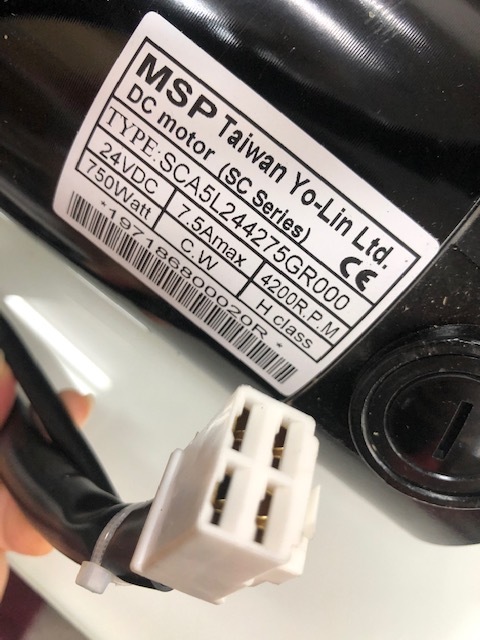 MSP Taiwan Yo-Lin Ltd.
DC motor (SC Series) CE
TYPE: SCA5L244275GR000
24VDC 7.5Amax 4200R.P.M
750Watt C.W H class
*197186800020R*